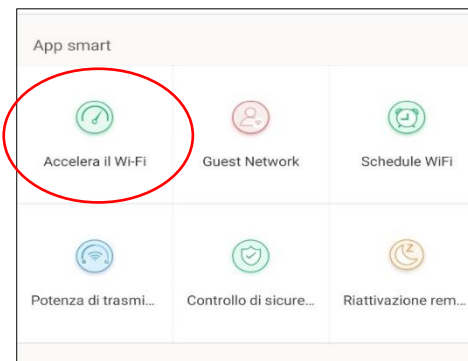 App smart
Accelera il Wi-Fi
Guest Network
Schedule WiFi
Potenza di trasmi...
Controllo di sicure...
Riattivazione rem...